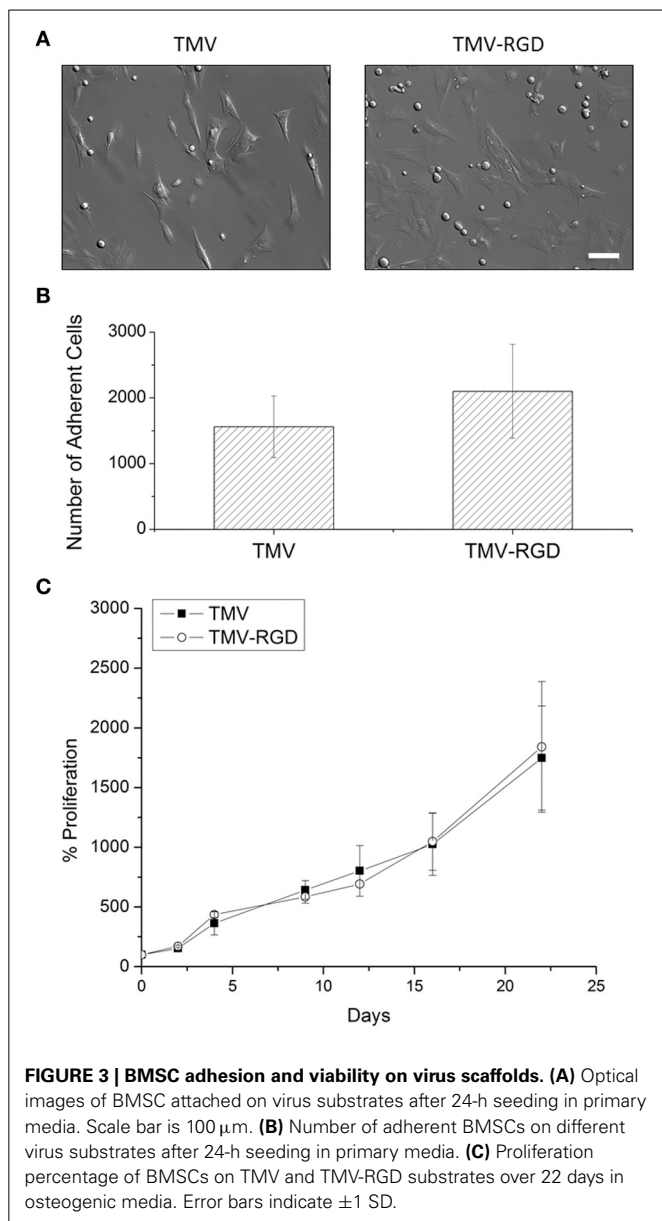 A
TMV
TMV-RGD
B
3000
2000
1000
0
Number of Adherent Cells
TMV
TMV-RGD
C
3000
2500
2000
1500
1000
500
0
% Proliferation
TMV
TMV-RGD
0
5
10
15
20
25
Days
FIGURE 3 | BMSC adhesion and viability on virus scaffolds. (A) Optical
images of BMSC attached on virus substrates after 24-h seeding in primary
media. Scale bar is 100 μm. (B) Number of adherent BMSCs on different
virus substrates after 24-h seeding in primary media. (C) Proliferation
percentage of BMSCs on TMV and TMV-RGD substrates over 22 days in
osteogenic media. Error bars indicate ±1 SD.